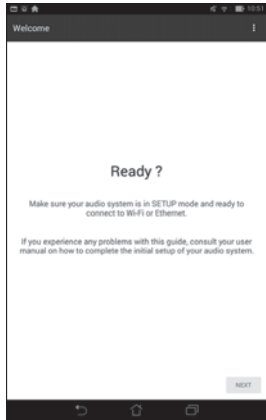 10:51
Welcome
Ready ?
Make sure your audio system is in SETUP mode and ready to
connect to Wi-Fi or Ethernet.
If you experience any problems with this guide, consult your user
manual on how to complete the initial setup of your audio system.
NEXT